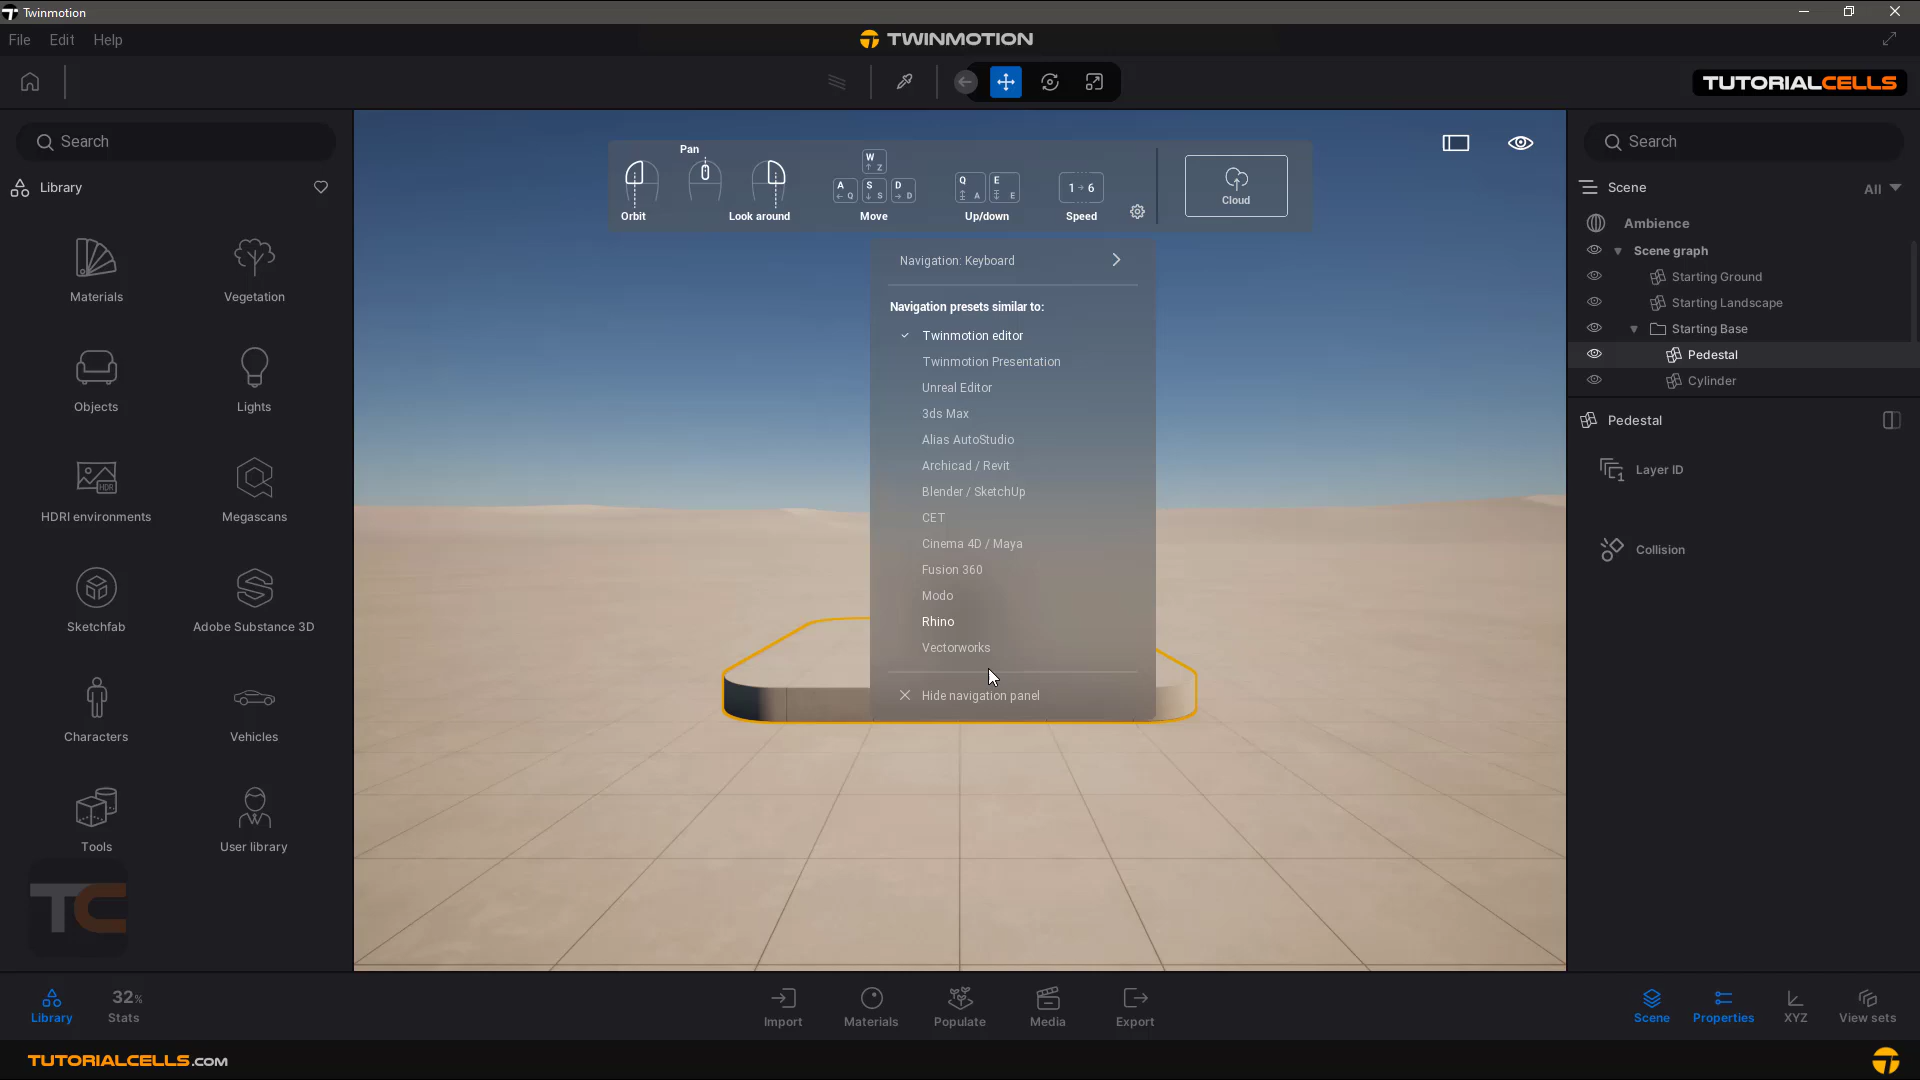 Twinmotion
File Edit Help
TWINMOTION
TUTORIALCELLS
Search
Library
Materials
Vegetation
Objects
Lights
HDR
HDRI environments
Megascans
Sketchfab
Adobe Substance 3D
Characters
Vehicles
Tools
User library
TC
Pan
Orbit
Look around
W
↑ Z
A
← Q
S
↓ S
D
→ D
Move
Q
A
E
E
Up/down
1 → 6
Speed
Cloud
Navigation: Keyboard
Navigation presets similar to:
Twinmotion editor
Twinmotion Presentation
Unreal Editor
3ds Max
Alias AutoStudio
Archicad / Revit
Blender / SketchUp
CET
Cinema 4D / Maya
Fusion 360
Modo
Rhino
Vectorworks
Hide navigation panel
Search
Scene
All
Ambience
Scene graph
Starting Ground
Starting Landscape
Starting Base
Pedestal
Cylinder
Pedestal
1
Layer ID
Collision
Library
32%
Stats
Import
Materials
Populate
Media
Export
Scene
Properties
XYZ
View sets
TUTORIALCELLS.COM